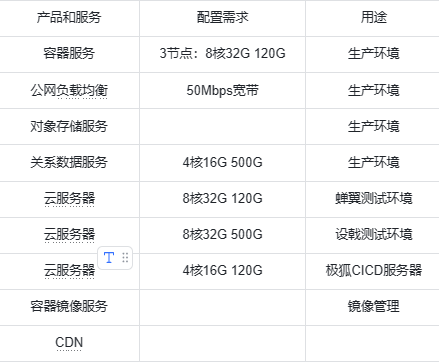 产品和服务 配置需求 用途
容器服务 3节点：8核32G 120G 生产环境
公网负载均衡 50Mbps宽带 生产环境
对象存储服务 生产环境
关系数据服务 4核16G 500G 生产环境
云服务器 8核32G 120G 蝉翼测试环境
云服务器 8核32G 500G 设戟测试环境
云服务器 4核16G 120G 极狐CICD服务器
容器镜像服务 镜像管理
CDN